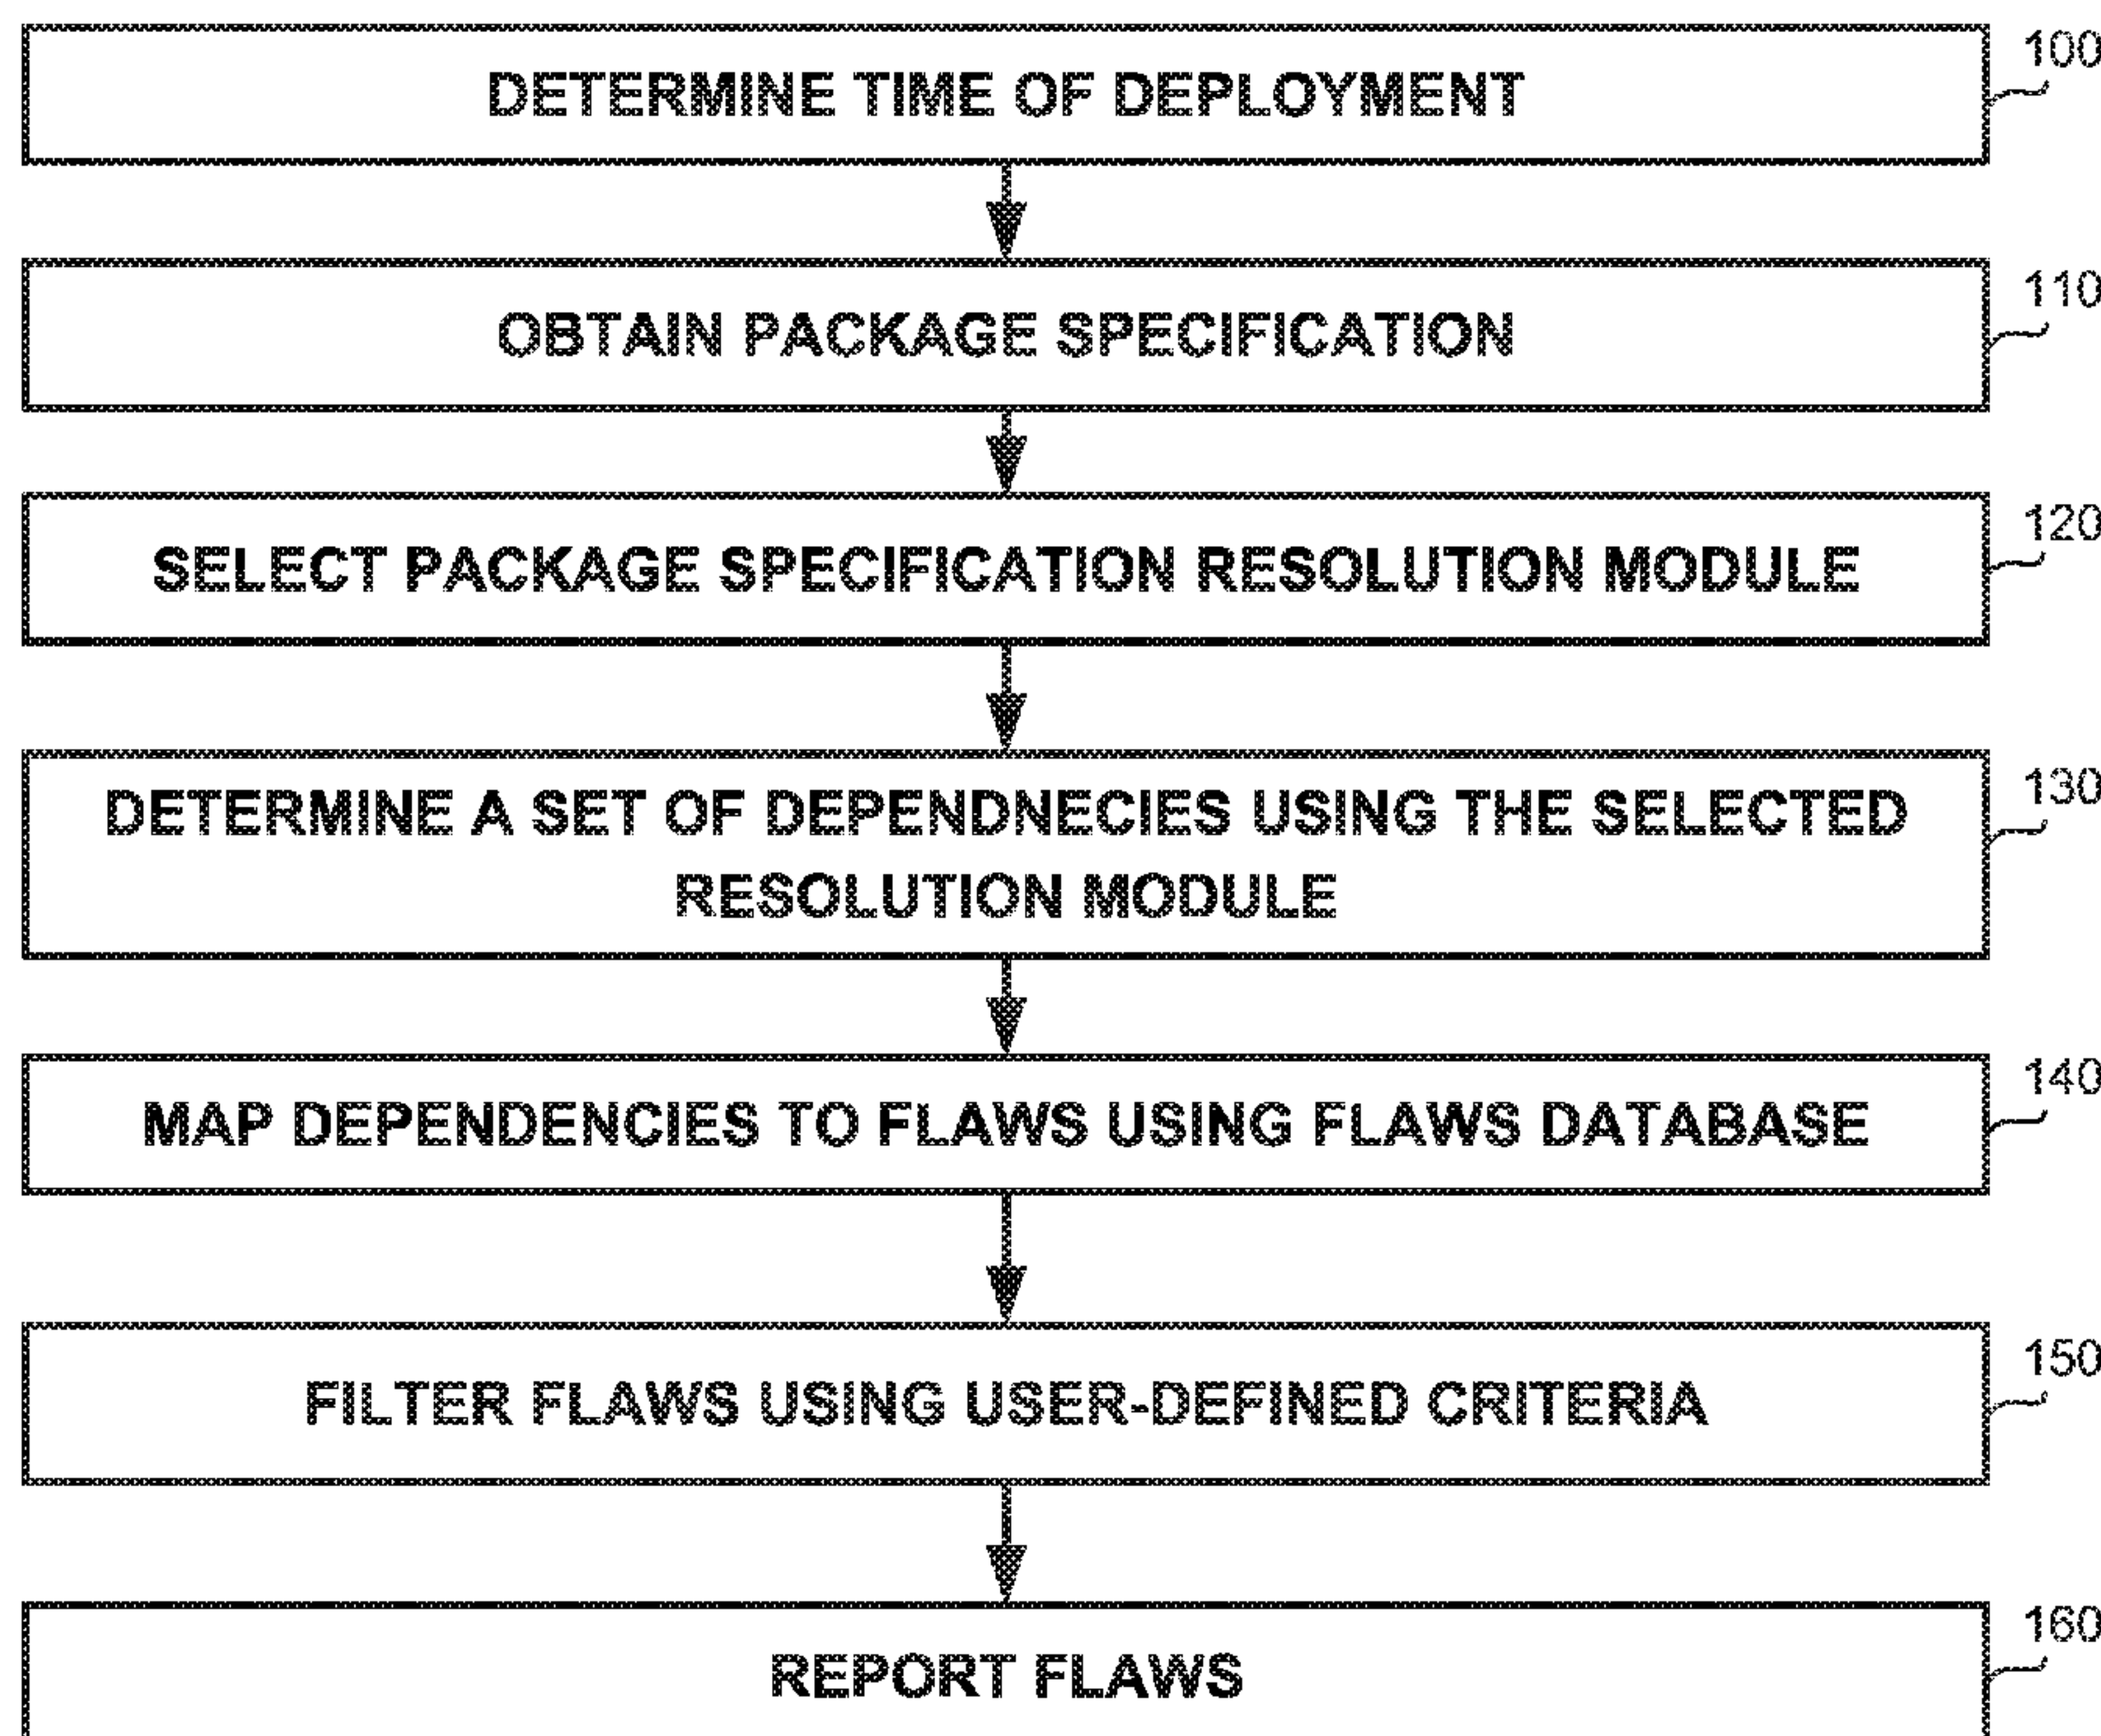 DETERMINE TIME OF DEPLOYMENT
100
OBTAIN PACKAGE SPECIFICATION
110
SELECT PACKAGE SPECIFICATION RESOLUTION MODULE
120
DETERMINE A SET OF DEPENDNECIES USING THE SELECTED
RESOLUTION MODULE
130
MAP DEPENDENCIES TO FLAWS USING FLAWS DATABASE
140
FILTER FLAWS USING USER-DEFINED CRITERIA
150
REPORT FLAWS
160